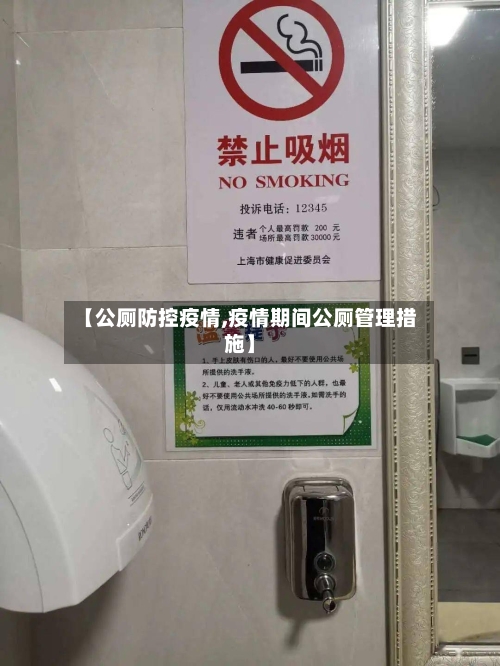 禁止吸烟
NO SMOKING
投诉电话：12345
违者 个人最高罚款 200 元
场所最高罚款30000元
上海市健康促进委员会
【公厕防控疫情,疫情期间公厕管理措
施】
1、手上皮肤有伤口的人，最好不要使用公共场
所提供的洗手液。
2、儿童、老人或其他免疫力低下的人群，也最
好不要使用公共场所提供的洗手液。如需洗手的
话，仅用流动水冲洗 40-60 秒即可。